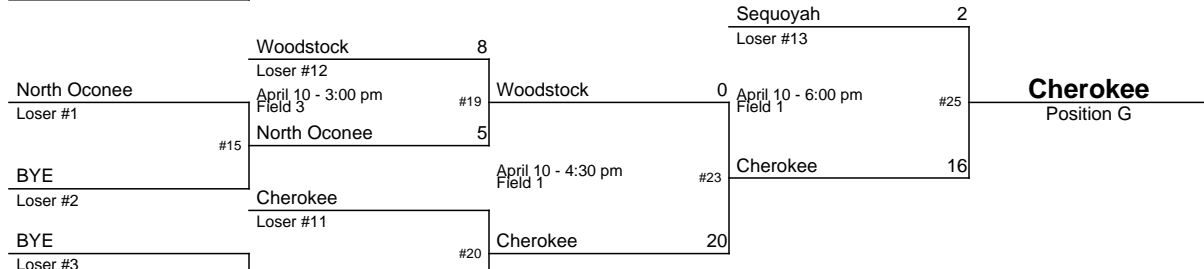 Sequoyah 2
Loser #13
Woodstock 8
Loser #12
North Oconee
April 10 - 3:00 pm
Field 3
#19
Woodstock 0
April 10 - 6:00 pm
Field 1
#25
Cherokee
Position G
Loser #1
#15
North Oconee 5
April 10 - 4:30 pm
Field 1
#23
Cherokee 16
BYE
Loser #2
Cherokee
Loser #11
BYE
Loser #3
#20
Cherokee 20